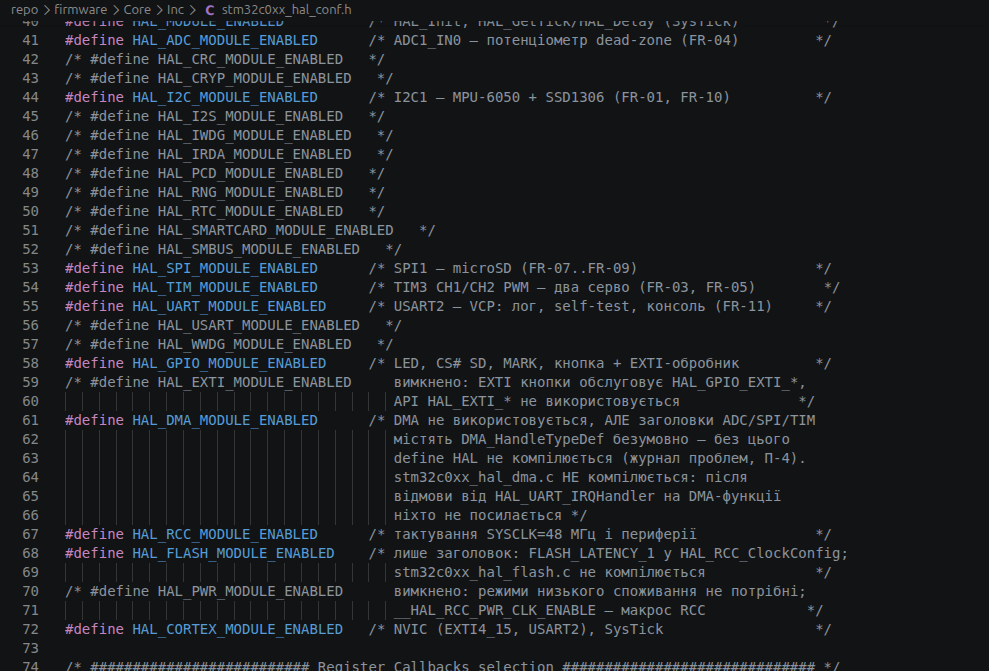 repo > firmware > Core > Inc > C stm32c0xx_hal_conf.h
40 #define HAL_MODULE_ENABLED /* HAL_Init, HAL_GetTick/HAL_Delay (SysTick) */
41 #define HAL_ADC_MODULE_ENABLED /* ADC1_IN0 — потенціометр dead-zone (FR-04) */
42 /* #define HAL_CRC_MODULE_ENABLED */
43 /* #define HAL_CRYP_MODULE_ENABLED */
44 #define HAL_I2C_MODULE_ENABLED /* I2C1 — MPU-6050 + SSD1306 (FR-01, FR-10) */
45 /* #define HAL_I2S_MODULE_ENABLED */
46 /* #define HAL_IWDG_MODULE_ENABLED */
47 /* #define HAL_IRDA_MODULE_ENABLED */
48 /* #define HAL_PCD_MODULE_ENABLED */
49 /* #define HAL_RNG_MODULE_ENABLED */
50 /* #define HAL_RTC_MODULE_ENABLED */
51 /* #define HAL_SMARTCARD_MODULE_ENABLED */
52 /* #define HAL_SMBUS_MODULE_ENABLED */
53 #define HAL_SPI_MODULE_ENABLED /* SPI1 — microSD (FR-07..FR-09) */
54 #define HAL_TIM_MODULE_ENABLED /* TIM3 CH1/CH2 PWM — два серво (FR-03, FR-05) */
55 #define HAL_UART_MODULE_ENABLED /* USART2 — VCP: лог, self-test, консоль (FR-11) */
56 /* #define HAL_USART_MODULE_ENABLED */
57 /* #define HAL_WWDG_MODULE_ENABLED */
58 #define HAL_GPIO_MODULE_ENABLED /* LED, CS# SD, MARK, кнопка + EXTI-обробник */
59 /* #define HAL_EXTI_MODULE_ENABLED вимкнено: EXTI кнопки обслуговує HAL_GPIO_EXTI_*,
60 API HAL_EXTI_* не використовується */
61 #define HAL_DMA_MODULE_ENABLED /* DMA не використовується, АЛЕ заголовки ADC/SPI/TIM
62 містять DMA_HandleTypeDef безумовно — без цього
63 define HAL не компілюється (журнал проблем, П-4).
64 stm32c0xx_hal_dma.c НЕ компілюється: після
65 відмови від HAL_UART_IRQHandler на DMA-функції
66 ніхто не посилається */
67 #define HAL_RCC_MODULE_ENABLED /* тактування SYSCLK=48 МГц і периферії */
68 #define HAL_FLASH_MODULE_ENABLED /* лише заголовок: FLASH_LATENCY_1 у HAL_RCC_ClockConfig;
69 stm32c0xx_hal_flash.c не компілюється */
70 /* #define HAL_PWR_MODULE_ENABLED вимкнено: режими низького споживання не потрібні;
71 __HAL_RCC_PWR_CLK_ENABLE — макрос RCC */
72 #define HAL_CORTEX_MODULE_ENABLED /* NVIC (EXTI4_15, USART2), SysTick */
73
74 /* ########################## Register Callbacks selection ############################## */